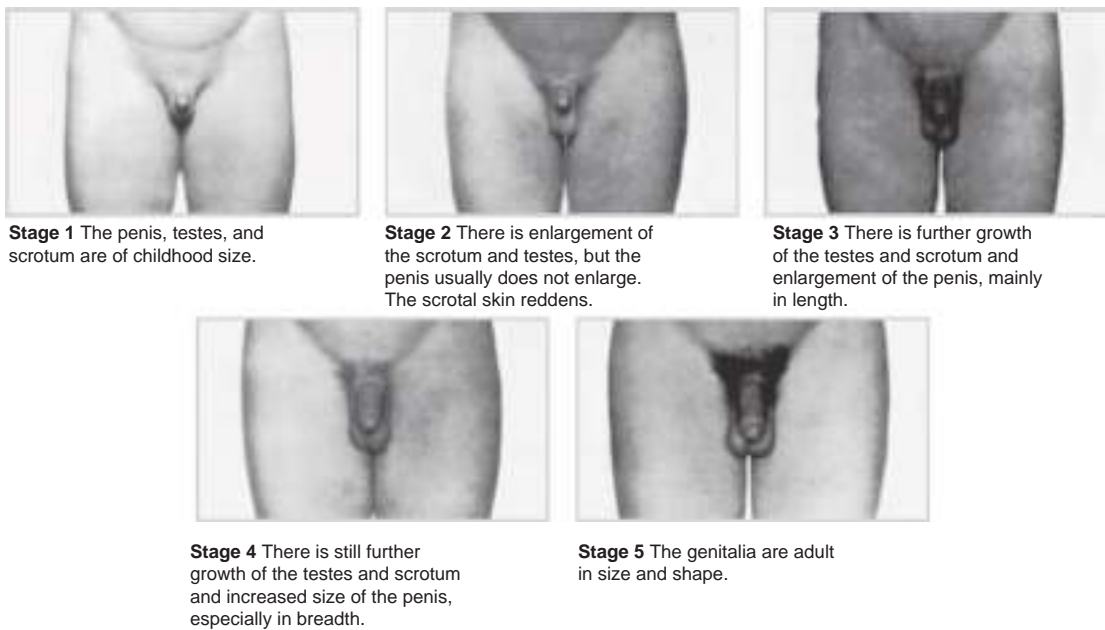 Stage 1 The penis, testes, and
scrotum are of childhood size.
Stage 2 There is enlargement of
the scrotum and testes, but the
penis usually does not enlarge.
The scrotal skin reddens.
Stage 3 There is further growth
of the testes and scrotum and
enlargement of the penis, mainly
in length.
Stage 4 There is still further
growth of the testes and scrotum
and increased size of the penis,
especially in breadth.
Stage 5 The genitalia are adult
in size and shape.